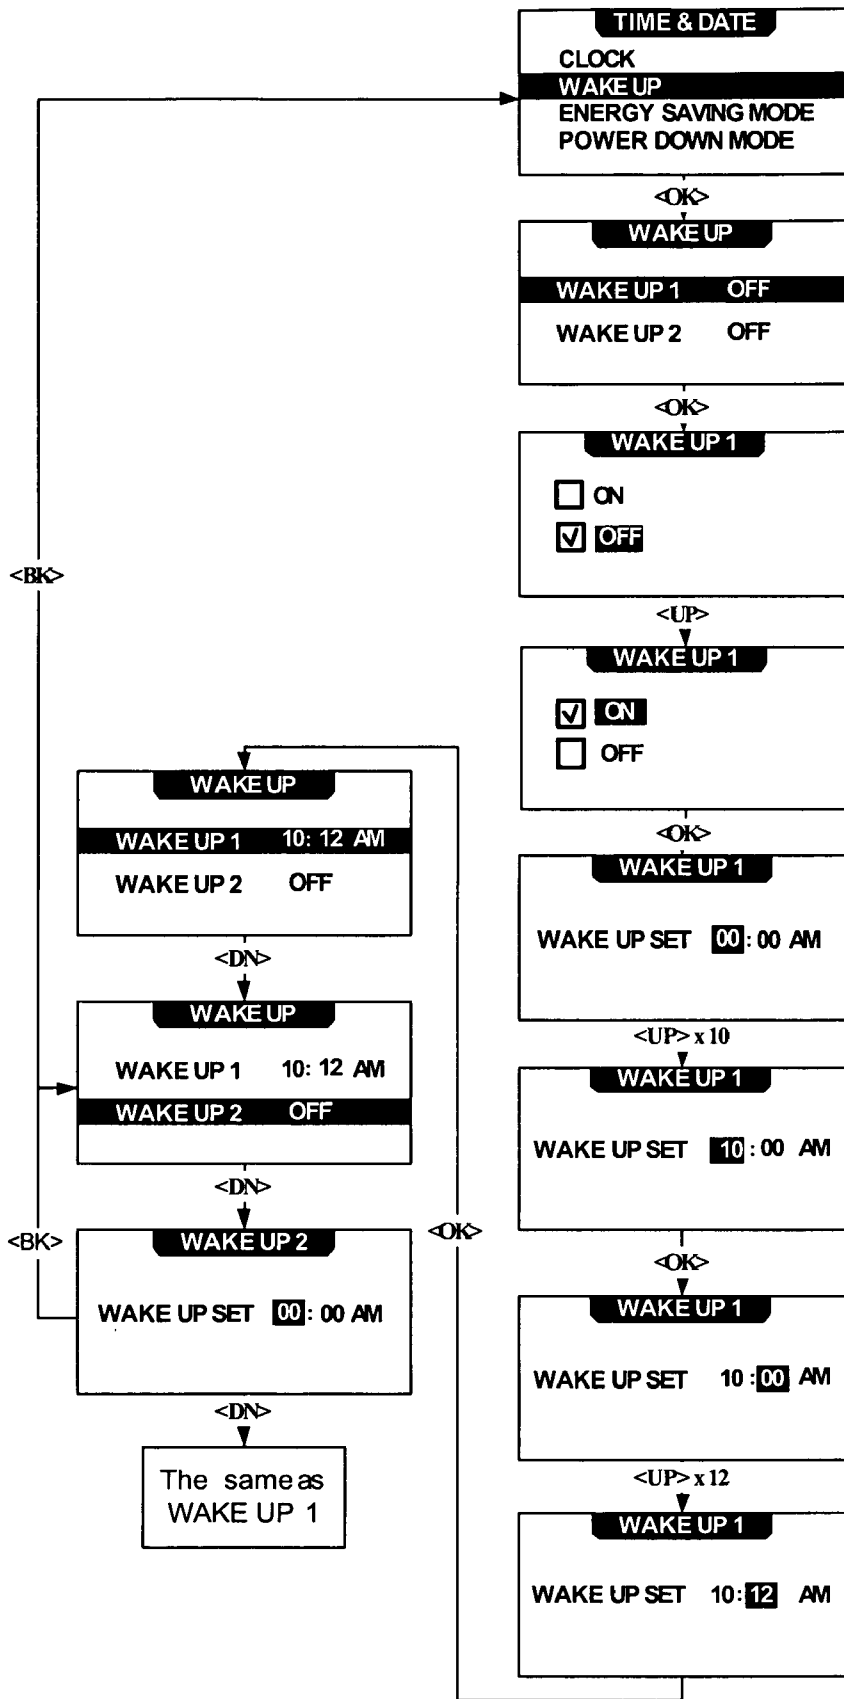 TIME & DATE
CLOCK
WAKE UP
ENERGY SAVING MODE
POWER DOWN MODE
<OK>
WAKE UP
WAKE UP 1 OFF
WAKE UP 2 OFF
<OK>
WAKE UP 1
ON
OFF
<UP>
WAKE UP 1
ON
OFF
<OK>
WAKE UP 1
WAKE UP SET 00 : 00 AM
<UP> x 10
WAKE UP 1
WAKE UP SET 10 : 00 AM
<OK>
WAKE UP 1
WAKE UP SET 10 : 00 AM
<UP> x 12
WAKE UP 1
WAKE UP SET 10 : 12 AM
<OK>
WAKE UP
WAKE UP 1 10: 12 AM
WAKE UP 2 OFF
<DN>
WAKE UP
WAKE UP 1 10: 12 AM
WAKE UP 2 OFF
<DN>
WAKE UP 2
WAKE UP SET 00 : 00 AM
<DN>
The same as
WAKE UP 1
<BK>
<BK>